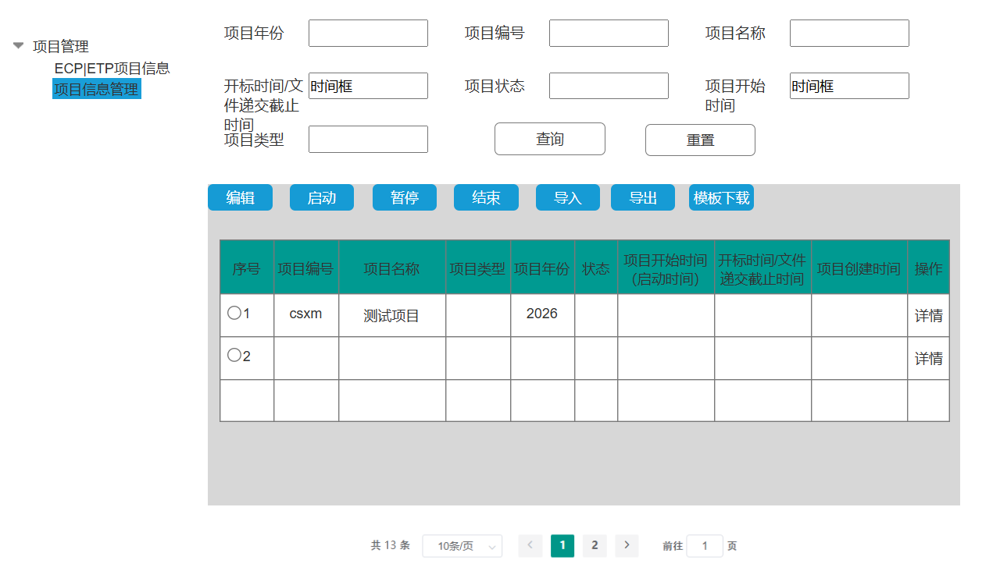 项目管理
ECP|ETP项目信息
项目信息管理
项目年份
项目编号
项目名称
开标时间/文
件递交截止
时间
时间框
项目状态
项目开始
时间
时间框
项目类型
查询
重置
编辑 启动 暂停 结束 导入 导出 模板下载
序号 项目编号 项目名称 项目类型 项目年份 状态 项目开始时间
(启动时间) 开标时间/文件
递交截止时间 项目创建时间 操作
1 csxm 测试项目 2026 详情
2 详情
共 13 条 10条/页 < 1 2 > 前往 1 页